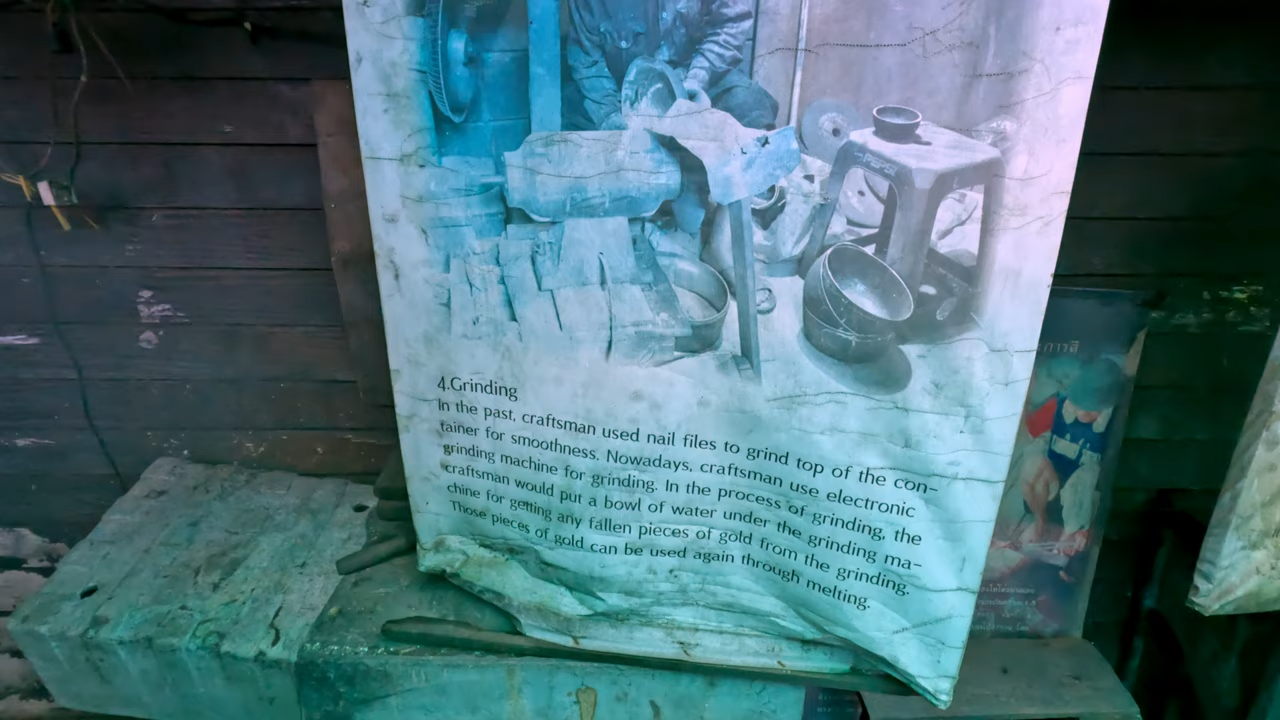 PEPSI
4.Grinding
In the past, craftsman used nail files to grind top of the con-
tainer for smoothness. Nowadays, craftsman use electronic
grinding machine for grinding. In the process of grinding, the
craftsman would put a bowl of water under the grinding ma-
chine for getting any fallen pieces of gold from the grinding.
Those pieces of gold can be used again through melting.